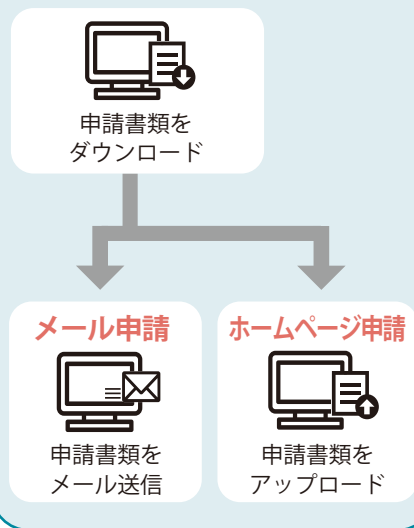 申請書類を
ダウンロード
メール申請
申請書類を
メール送信
ホームページ申請
申請書類を
アップロード